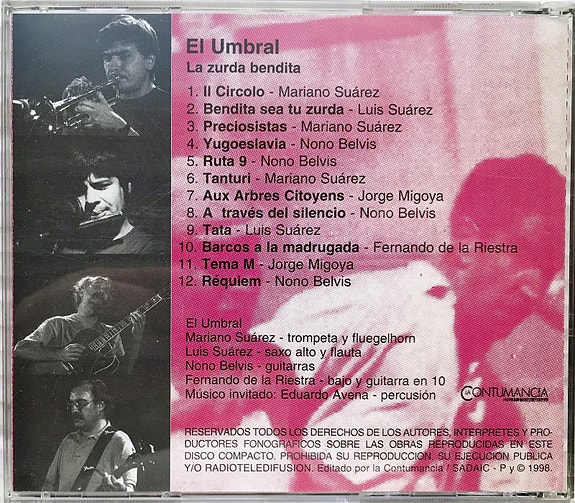 El Umbral
La zurda bendita
1. Il Circolo - Mariano Suárez
2. Bendita sea tu zurda - Luis Suárez
3. Preciosistas - Mariano Suárez
4. Yugoeslavia - Nono Belvis
5. Ruta 9 - Nono Belvis
6. Tanturi - Mariano Suárez
7. Aux Arbres Citoyens - Jorge Migoya
8. A través del silencio - Nono Belvis
9. Tata - Luis Suárez
10. Barcos a la madrugada - Fernando de la Riestra
11. Tema M - Jorge Migoya
12. Réquiem - Nono Belvis
El Umbral
Mariano Suárez - trompeta y fluegelhorn
Luis Suárez - saxo alto y flauta
Nono Belvis - guitarras
Fernando de la Riestra - bajo y guitarra en 10
Músico invitado: Eduardo Avena - percusión
LA CONTUMANCIA
RESERVADOS TODOS LOS DERECHOS DE LOS AUTORES, INTERPRETES Y PRO-
DUCTORES FONOGRAFICOS SOBRE LAS OBRAS REPRODUCIDAS EN ESTE
DISCO COMPACTO. PROHIBIDA SU REPRODUCCION. SU EJECUCION PUBLICA
Y/O RADIOTELEDIFUSION. Editado por la Contumancia / SADAIC - P y © 1998.